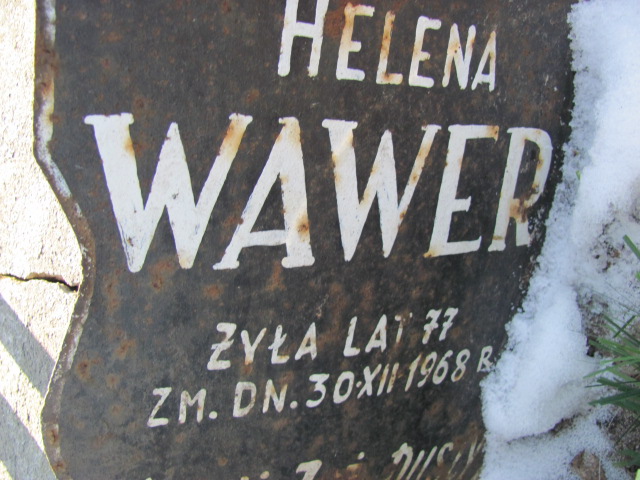 HELENA
WAWER
ŻYŁA LAT 77
ZM. DN. 30·XII·1968 R